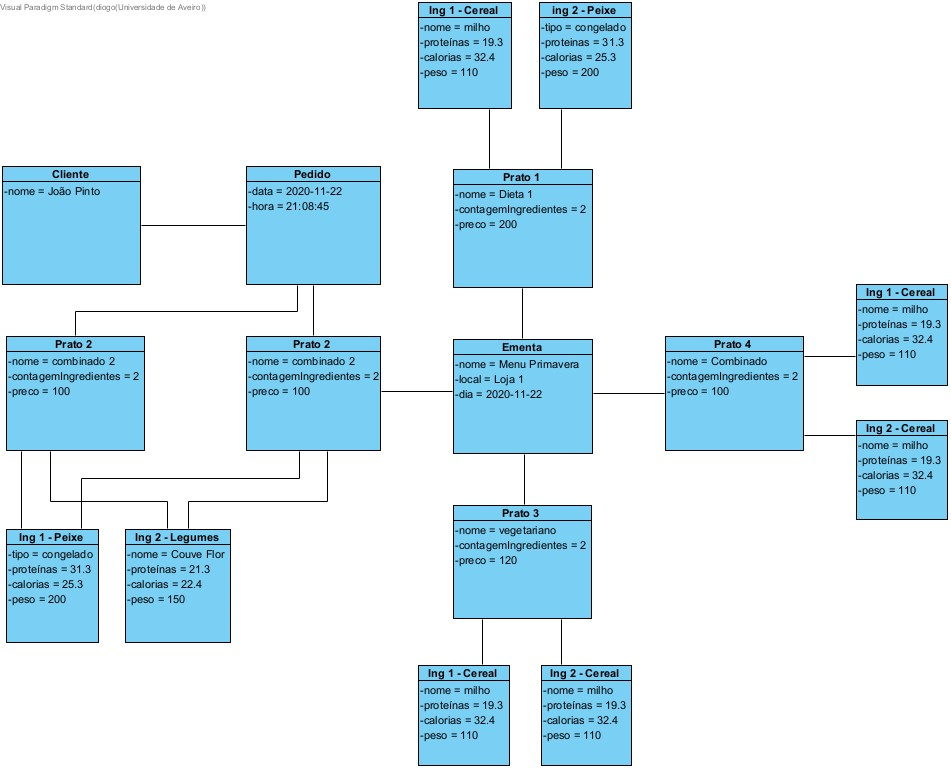 Visual Paradigm Standard(diogo(Universidade de Aveiro))
Ing 1 - Cereal
-nome = milho
-proteínas = 19.3
-calorias = 32.4
-peso = 110
ing 2 - Peixe
-tipo = congelado
-proteinas = 31.3
-calorias = 25.3
-peso = 200
Cliente
-nome = João Pinto
Pedido
-data = 2020-11-22
-hora = 21:08:45
Prato 1
-nome = Dieta 1
-contagemIngredientes = 2
-preco = 200
Prato 2
-nome = combinado 2
-contagemIngredientes = 2
-preco = 100
Prato 2
-nome = combinado 2
-contagemIngredientes = 2
-preco = 100
Ementa
-nome = Menu Primavera
-local = Loja 1
-dia = 2020-11-22
Prato 4
-nome = Combinado
-contagemIngredientes = 2
-preco = 100
Ing 1 - Cereal
-nome = milho
-proteínas = 19.3
-calorias = 32.4
-peso = 110
Ing 2 - Cereal
-nome = milho
-proteínas = 19.3
-calorias = 32.4
-peso = 110
Ing 1 - Peixe
-tipo = congelado
-proteínas = 31.3
-calorias = 25.3
-peso = 200
Ing 2 - Legumes
-nome = Couve Flor
-proteínas = 21.3
-calorias = 22.4
-peso = 150
Prato 3
-nome = vegetariano
-contagemIngredientes = 2
-preco = 120
Ing 1 - Cereal
-nome = milho
-proteínas = 19.3
-calorias = 32.4
-peso = 110
Ing 2 - Cereal
-nome = milho
-proteínas = 19.3
-calorias = 32.4
-peso = 110